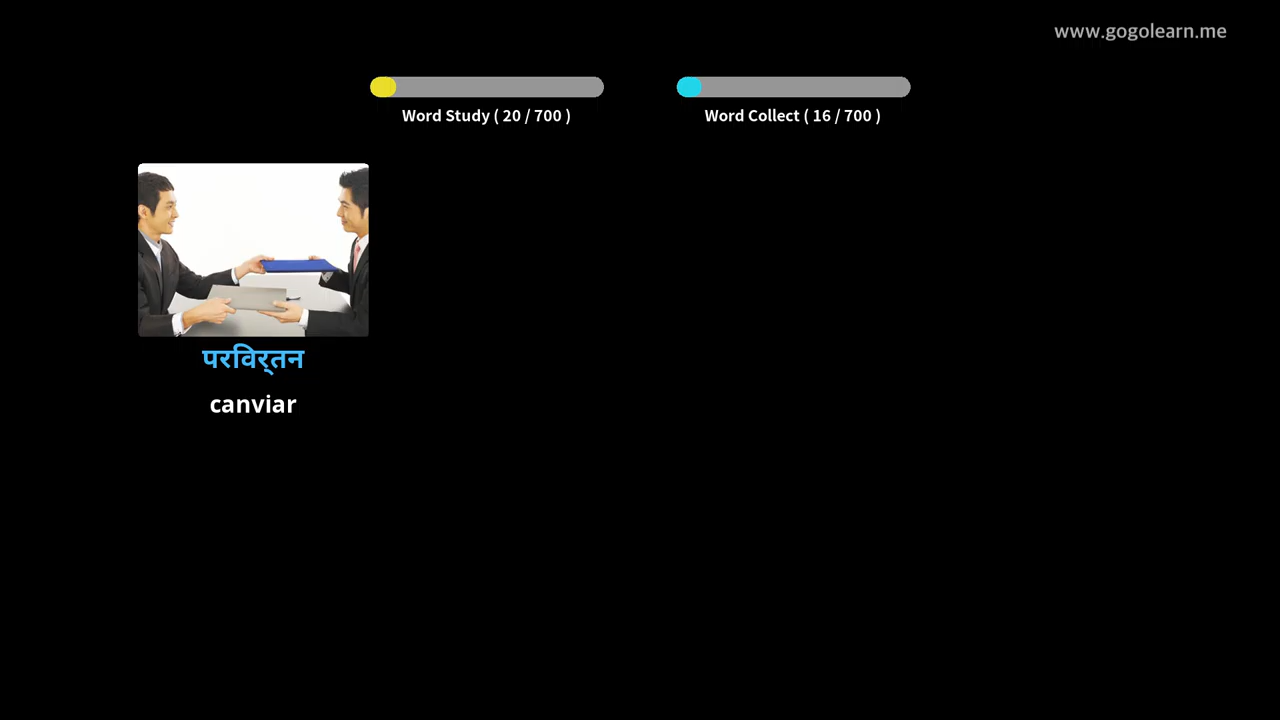 www.gogolearn.me
Word Study ( 20 / 700 )
Word Collect ( 16 / 700 )
परविर्‌तन
canviar